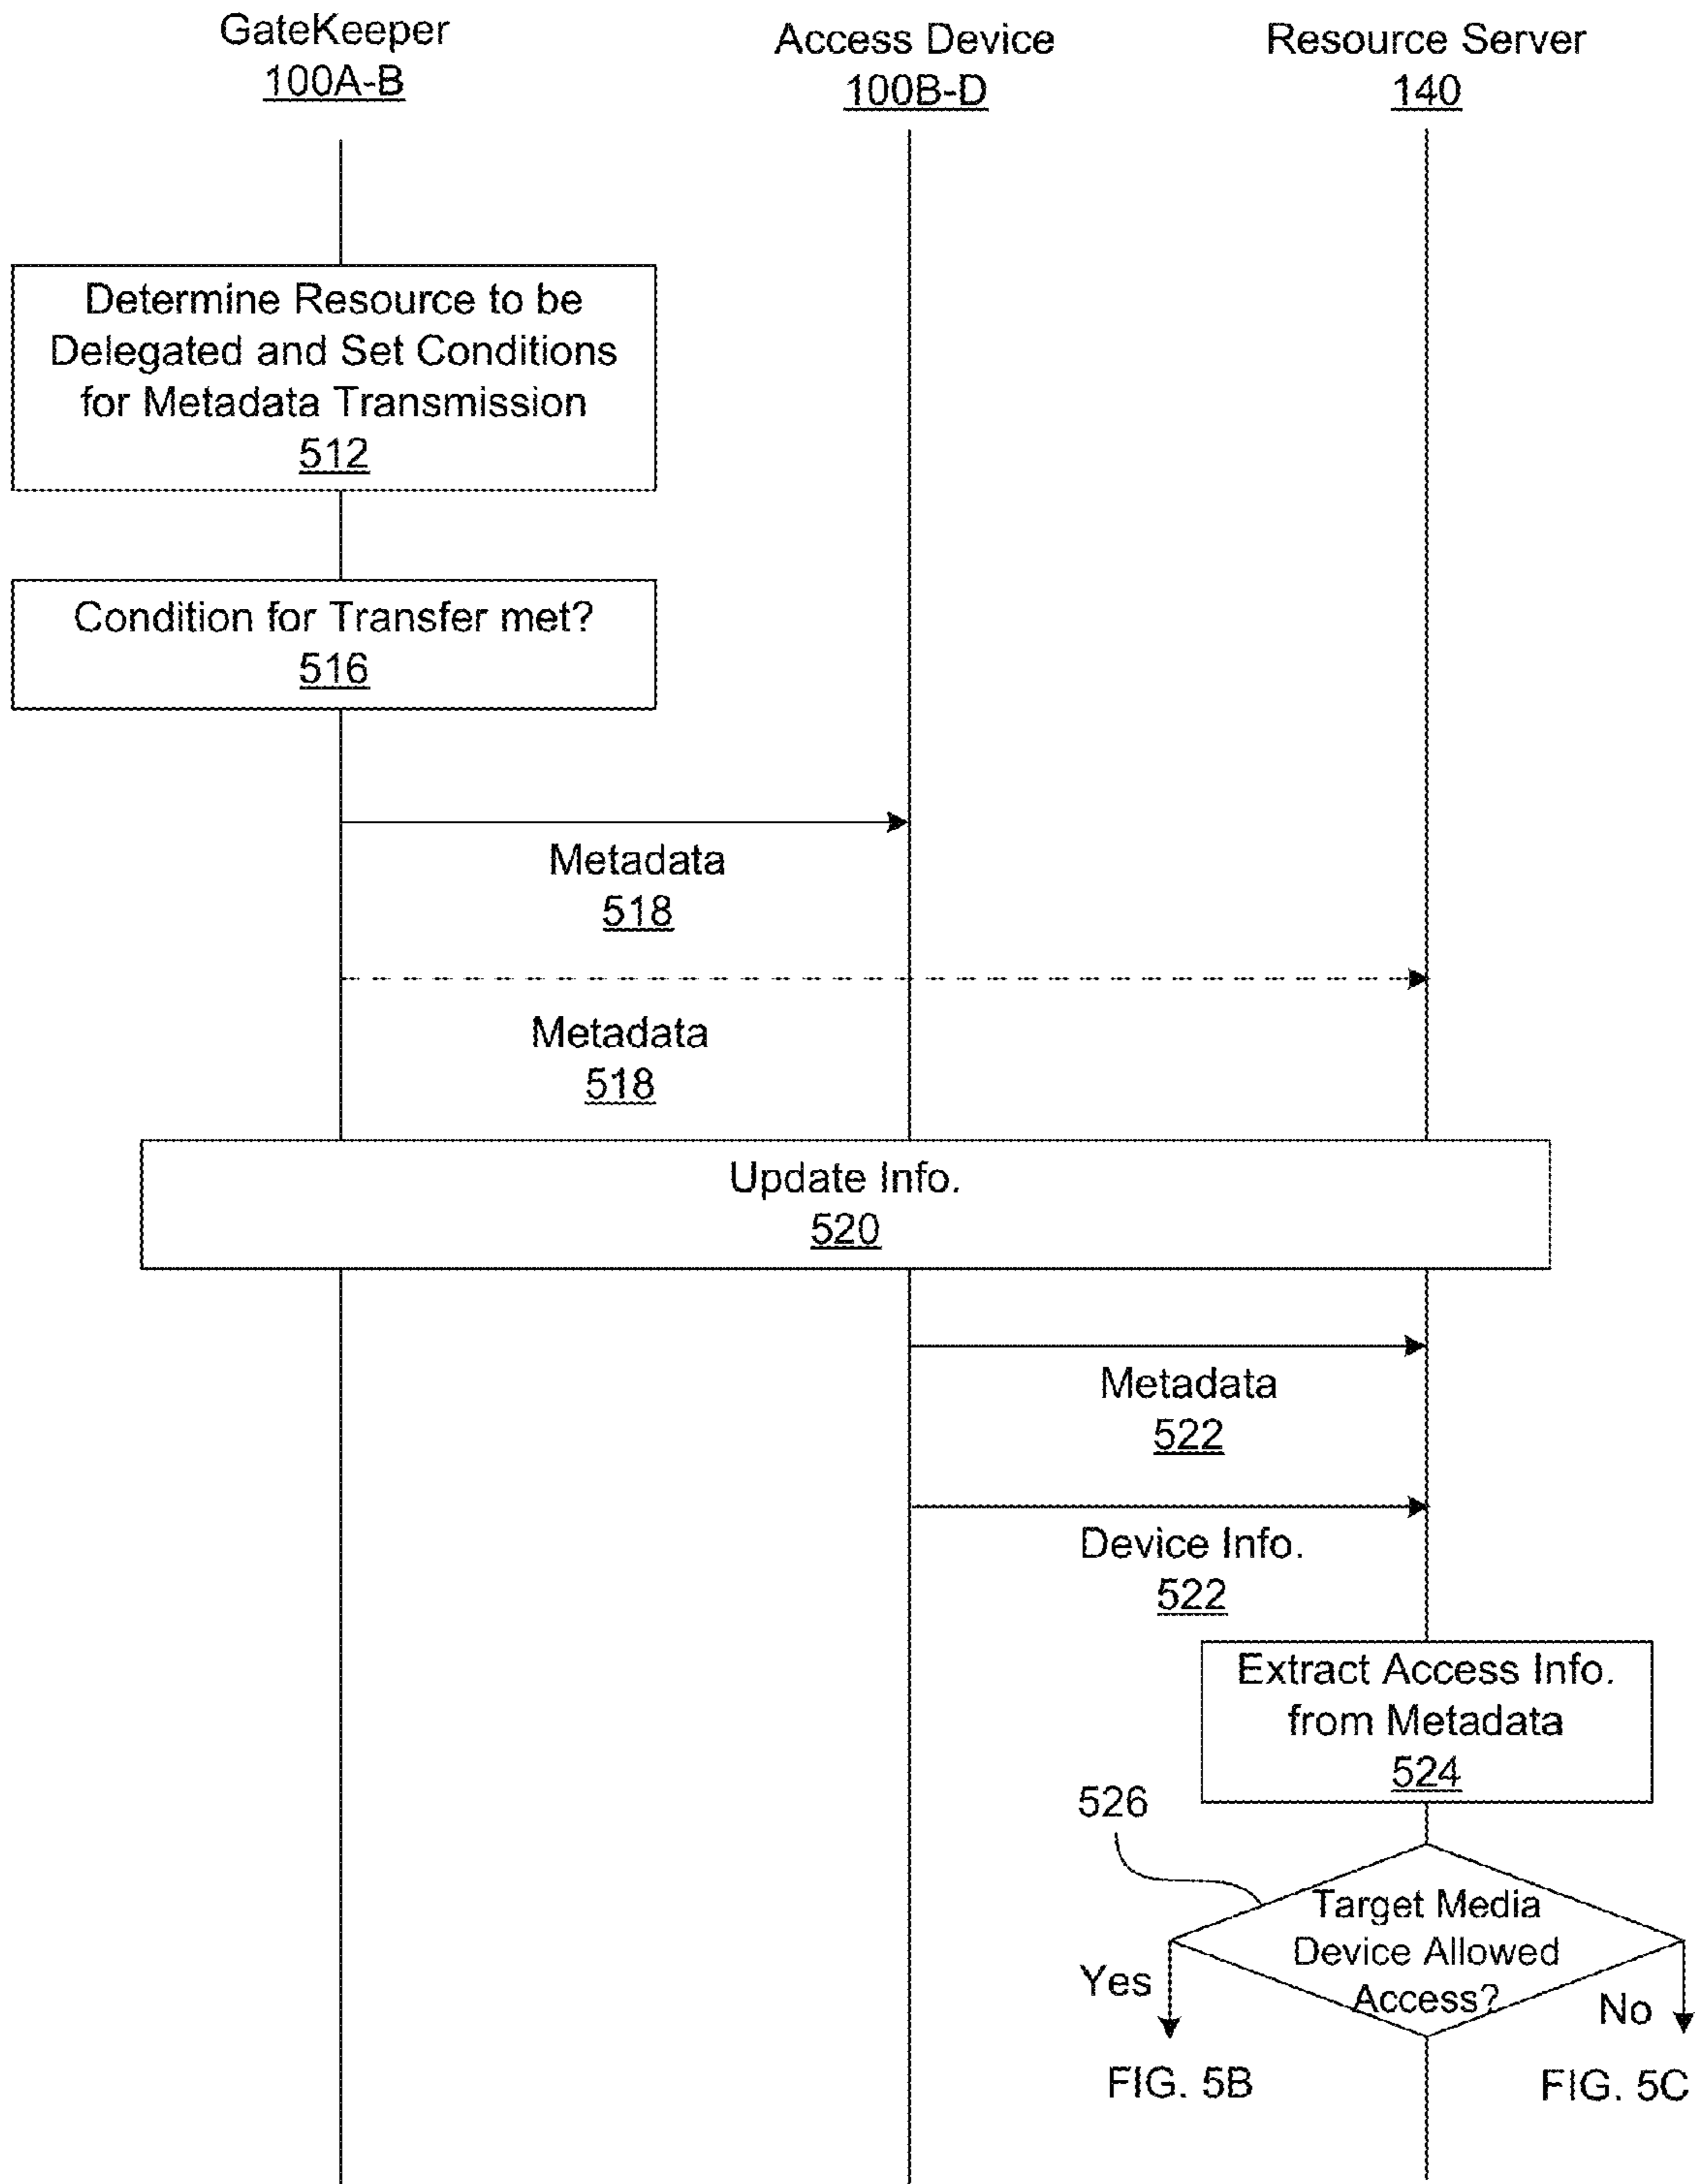 GateKeeper
100A-B
Access Device
100B-D
Resource Server
140
Determine Resource to be
Delegated and Set Conditions
for Metadata Transmission
512
Condition for Transfer met?
516
Metadata
518
Metadata
518
Update Info.
520
Metadata
522
Device Info.
522
Extract Access Info.
from Metadata
524
526
Target Media
Device Allowed
Access?
Yes
No
FIG. 5B
FIG. 5C